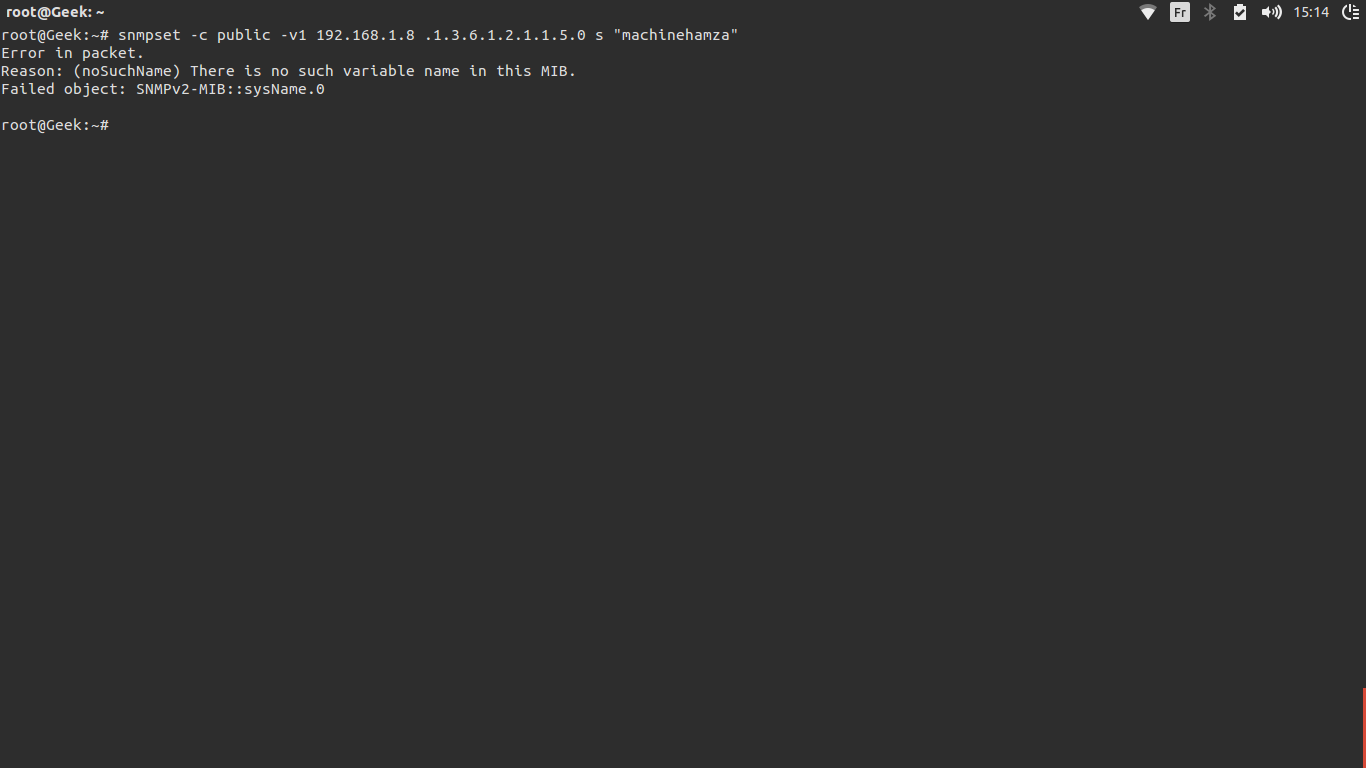 root@Geek: ~
Fr
15:14
root@Geek:~# snmpset -c public -v1 192.168.1.8 .1.3.6.1.2.1.1.5.0 s "machinehamza"
Error in packet.
Reason: (noSuchName) There is no such variable name in this MIB.
Failed object: SNMPv2-MIB::sysName.0
root@Geek:~#